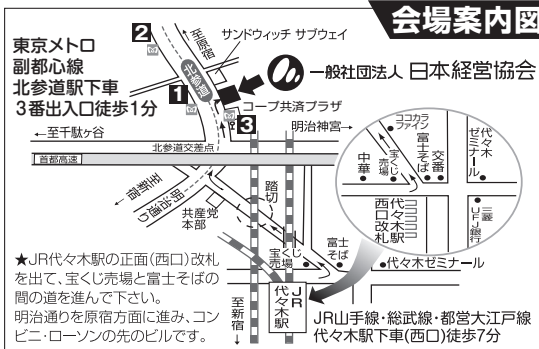 会場案内図
東京メトロ
副都心線
北参道駅下車
3番出入口徒歩1分
2
至原宿
サンドウィッチ サブウェイ
北参道
1
一般社団法人 日本経営協会
コープ共済プラザ
3
明治神宮→
←至千駄ヶ谷
北参道交差点
首都高速
至新宿
明治通り
共産党
本部
踏切
ココカラ
ファイン
中華
宝くじ
売場
富士そば
交番
代々木
ゼミナール
代々木駅
西口改札
三菱
UFJ
銀行
宝くじ
売場
富士
そば
代々木ゼミナール
★JR代々木駅の正面(西口)改札
を出て、宝くじ売場と富士そばの
間の道を進んで下さい。
明治通りを原宿方面に進み、コン
ビニ・ローソンの先のビルです。
至新宿
JR
代々木駅
JR山手線・総武線・都営大江戸線
代々木駅下車(西口)徒歩7分